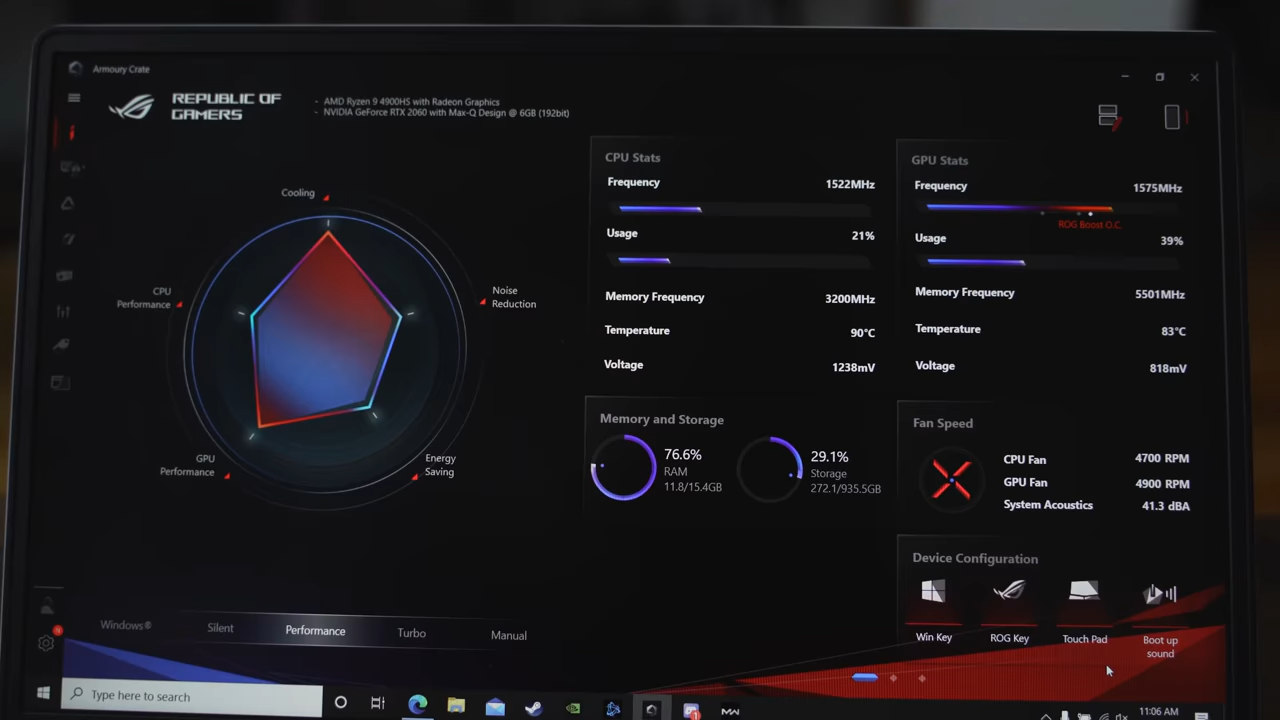 Armoury Crate
REPUBLIC OF
GAMERS
- AMD Ryzen 9 4900HS with Radeon Graphics
- NVIDIA GeForce RTX 2060 with Max-Q Design @ 6GB (192bit)
Cooling
CPU
Performance
Noise
Reduction
GPU
Performance
Energy
Saving
CPU Stats
Frequency 1522MHz
Usage 21%
Memory Frequency 3200MHz
Temperature 90°C
Voltage 1238mV
GPU Stats
Frequency 1575MHz
ROG Boost O.C.
Usage 39%
Memory Frequency 5501MHz
Temperature 83°C
Voltage 818mV
Memory and Storage
76.6%
RAM
11.8/15.4GB
29.1%
Storage
272.1/935.5GB
Fan Speed
CPU Fan 4700 RPM
GPU Fan 4900 RPM
System Acoustics 41.3 dBA
Device Configuration
Win Key
ROG Key
Touch Pad
Boot up
sound
Windows® Silent Performance Turbo Manual
Type here to search
MW
11:06 AM